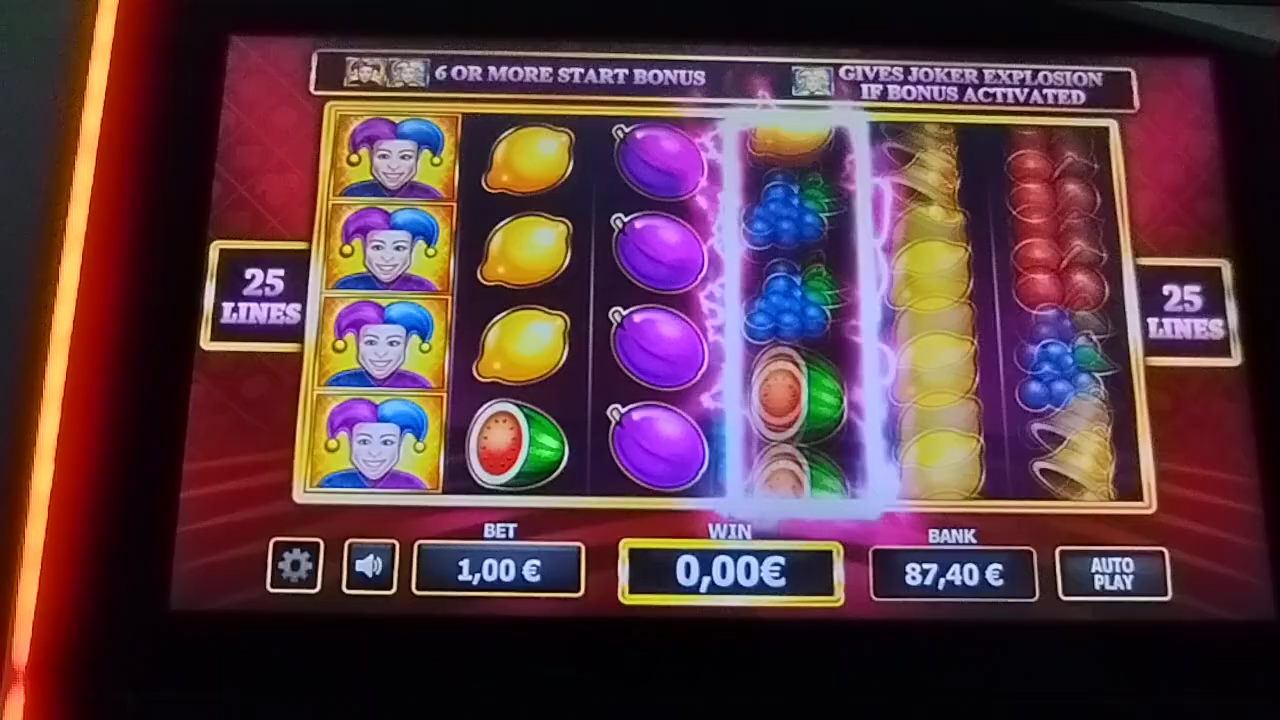 6 OR MORE START BONUS
GIVES JOKER EXPLOSION
IF BONUS ACTIVATED
25
LINES
25
LINES
BET
WIN
BANK
1,00 €
0,00€
87,40 €
AUTO
PLAY